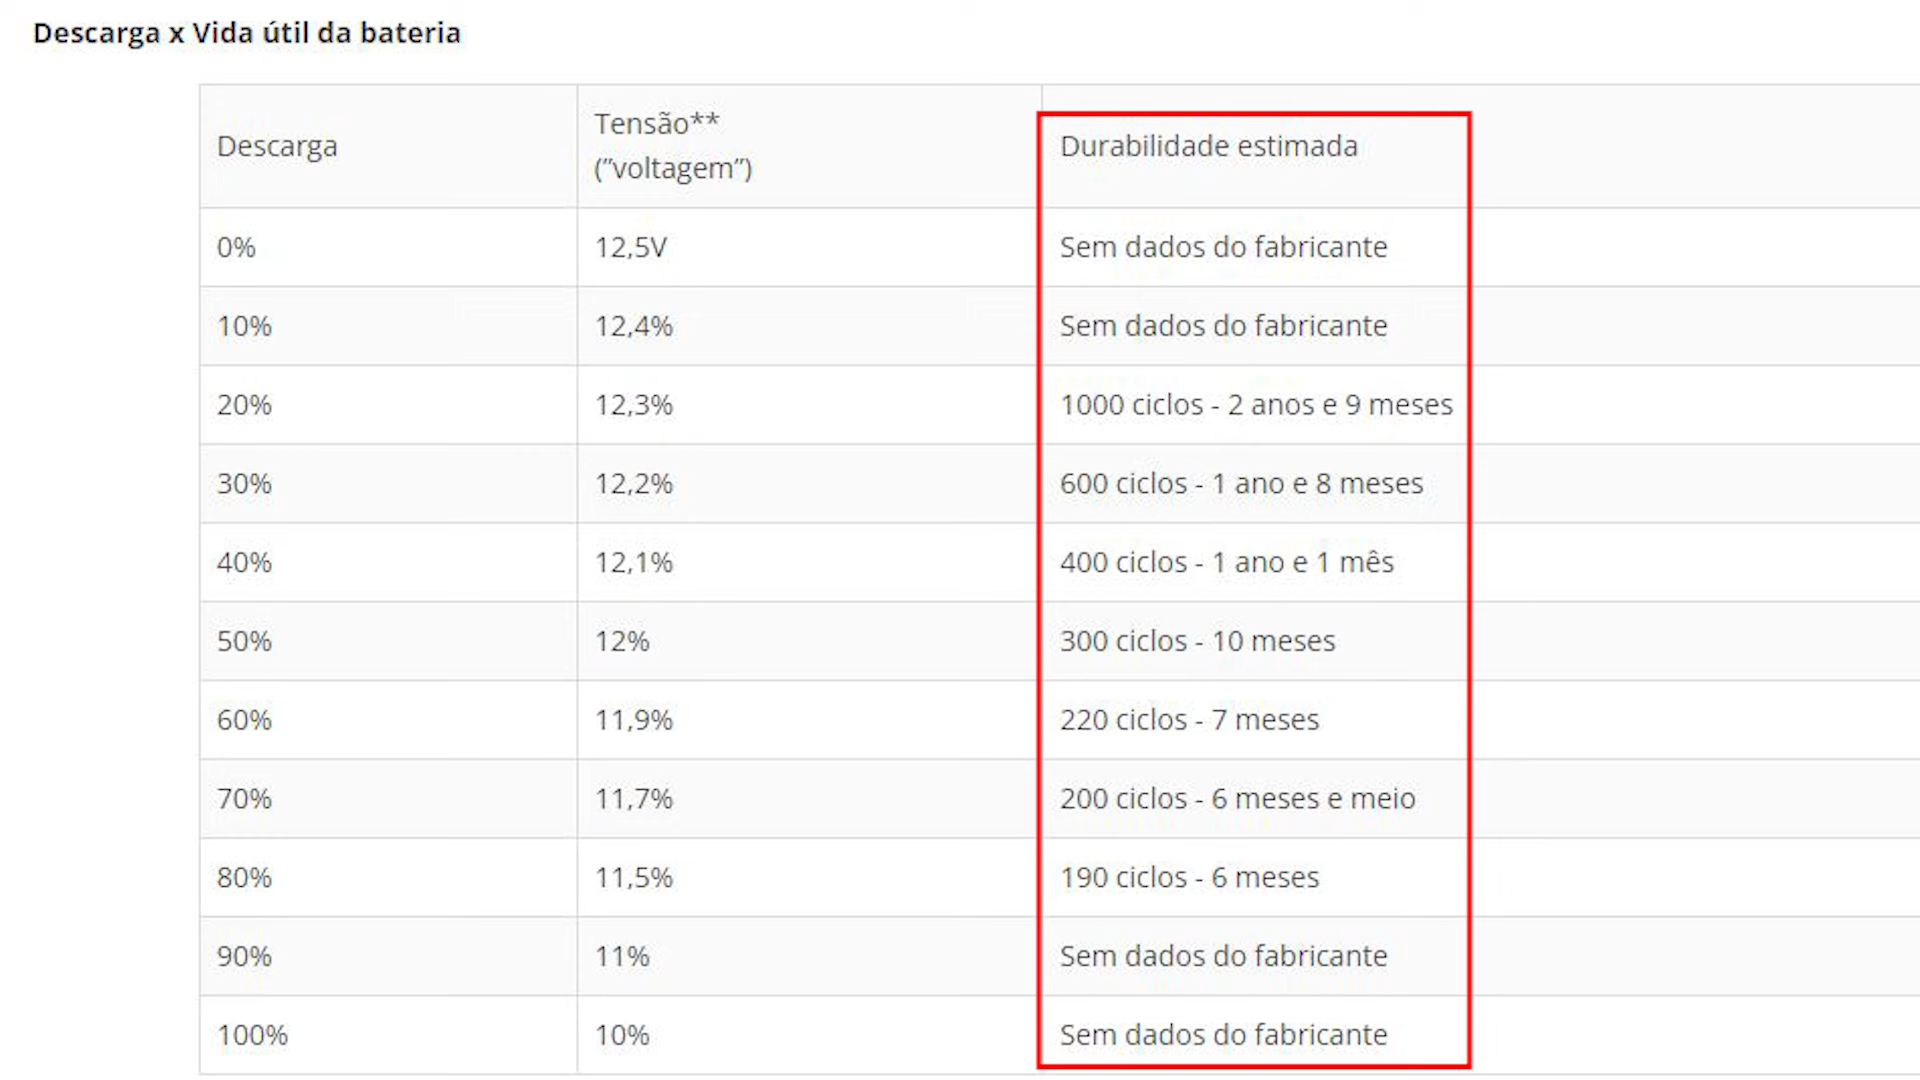 Descarga x Vida útil da bateria
Descarga
Tensão**
(”voltagem”)
Durabilidade estimada
0%
12,5V
Sem dados do fabricante
10%
12,4%
Sem dados do fabricante
20%
12,3%
1000 ciclos - 2 anos e 9 meses
30%
12,2%
600 ciclos - 1 ano e 8 meses
40%
12,1%
400 ciclos - 1 ano e 1 mês
50%
12%
300 ciclos - 10 meses
60%
11,9%
220 ciclos - 7 meses
70%
11,7%
200 ciclos - 6 meses e meio
80%
11,5%
190 ciclos - 6 meses
90%
11%
Sem dados do fabricante
100%
10%
Sem dados do fabricante